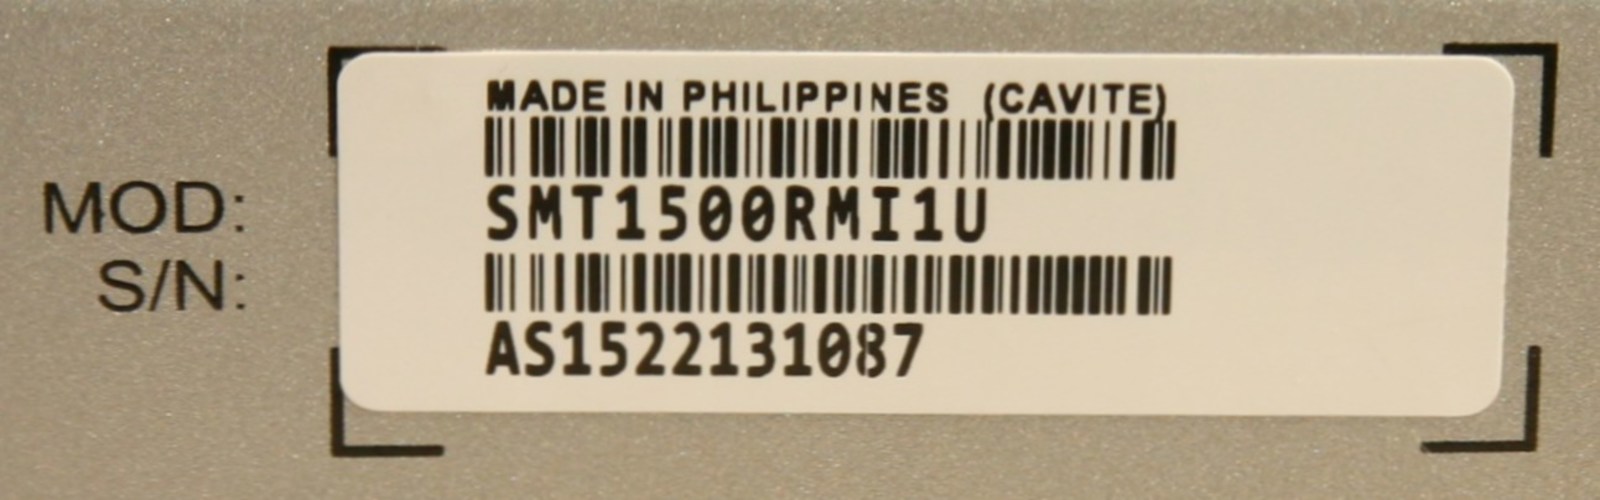 MADE IN PHILIPPINES (CAVITE)
MOD: SMT1500RMI1U
S/N: AS1522131087